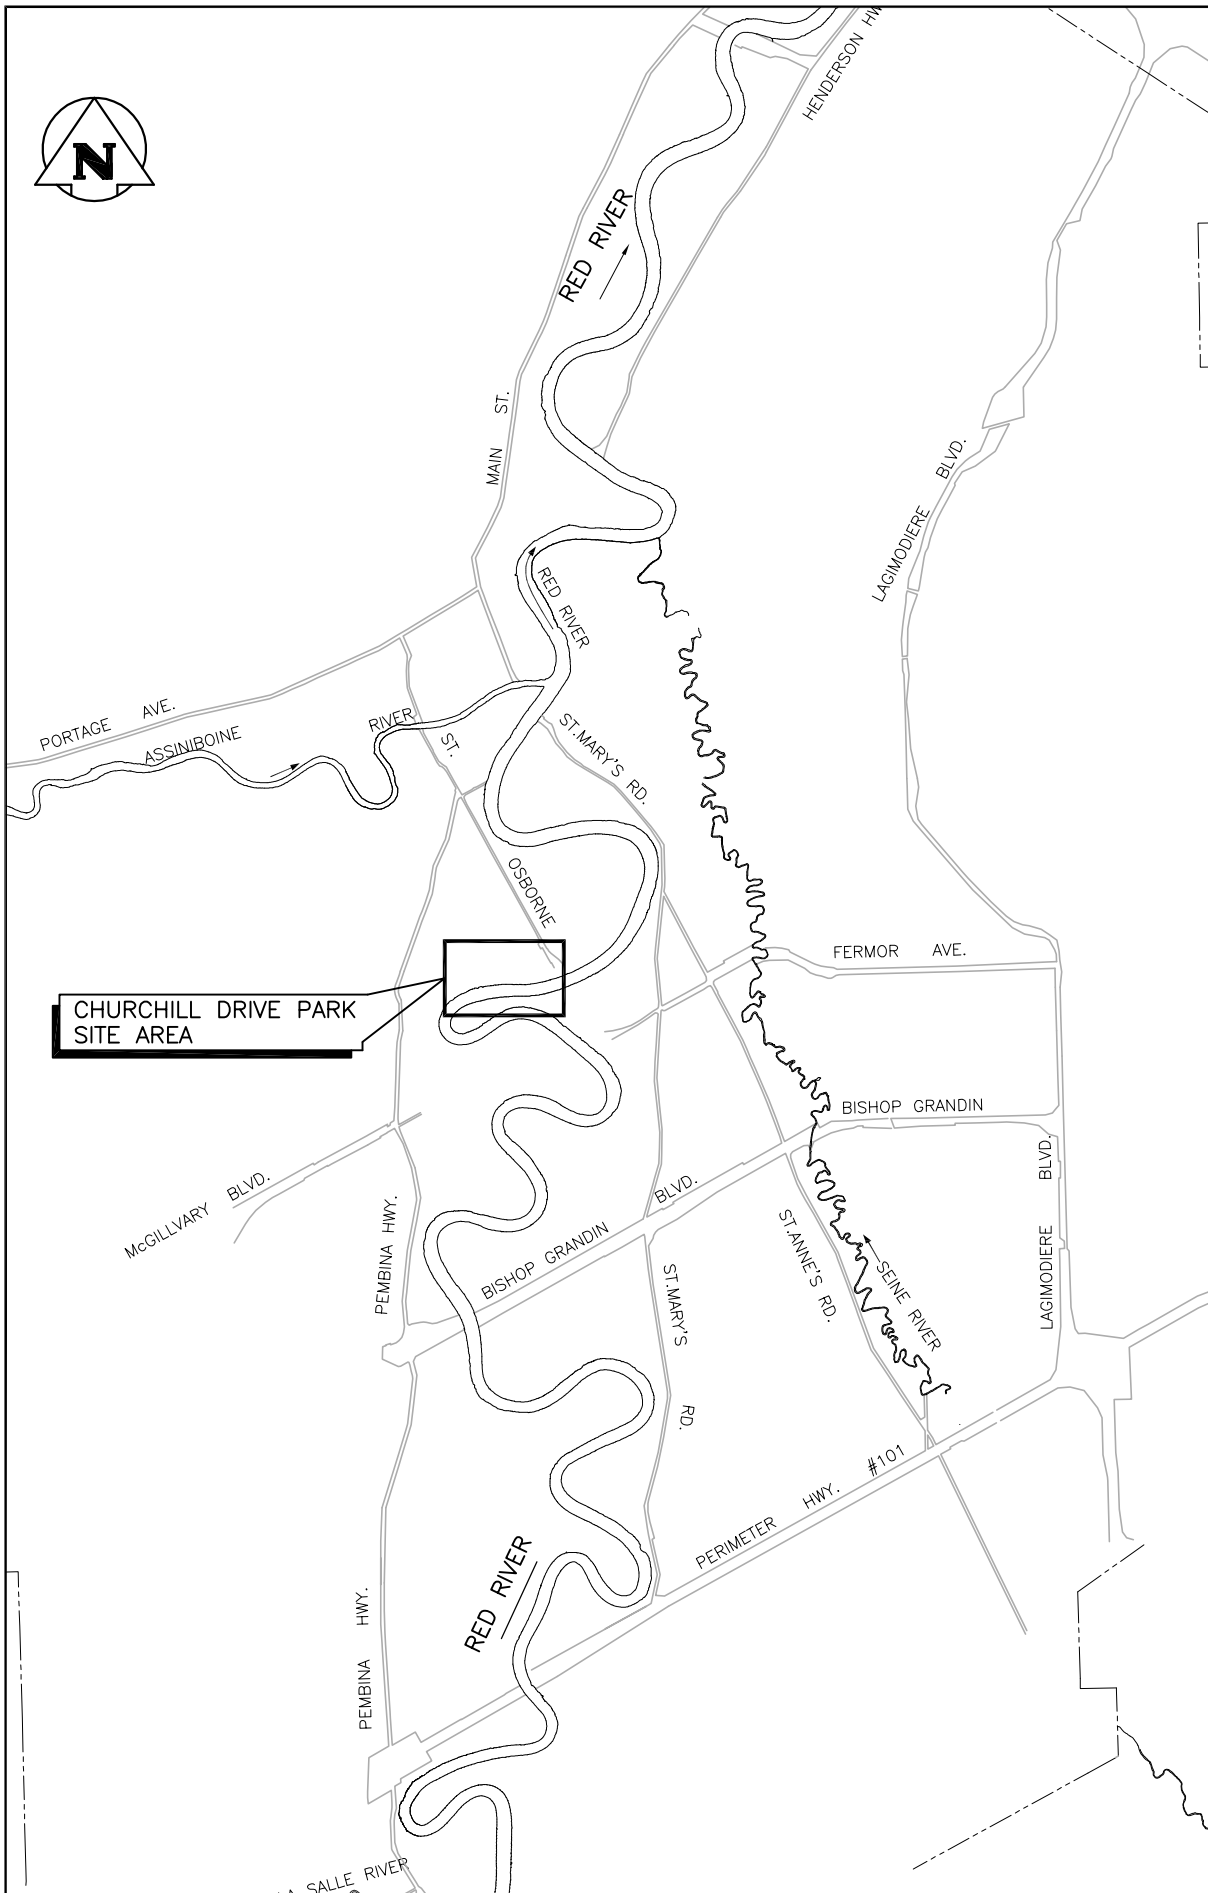 HENDERSON
N
RED RIVER
MAIN ST.
LAGIMODIERE BLVD.
RED RIVER
PORTAGE AVE.
ASSINIBOINE RIVER
ST.
ST.MARY'S RD.
OSBORNE
FERMOR AVE.
CHURCHILL DRIVE PARK
SITE AREA
BISHOP GRANDIN
McGILLVARY BLVD.
PEMBINA HWY.
BISHOP GRANDIN BLVD.
ST.MARY'S RD.
ST.ANNE'S RD.
SEINE RIVER
LAGIMODIERE BLVD.
PERIMETER HWY. #101
RED RIVER
PEMBINA HWY.
SALLE RIVER